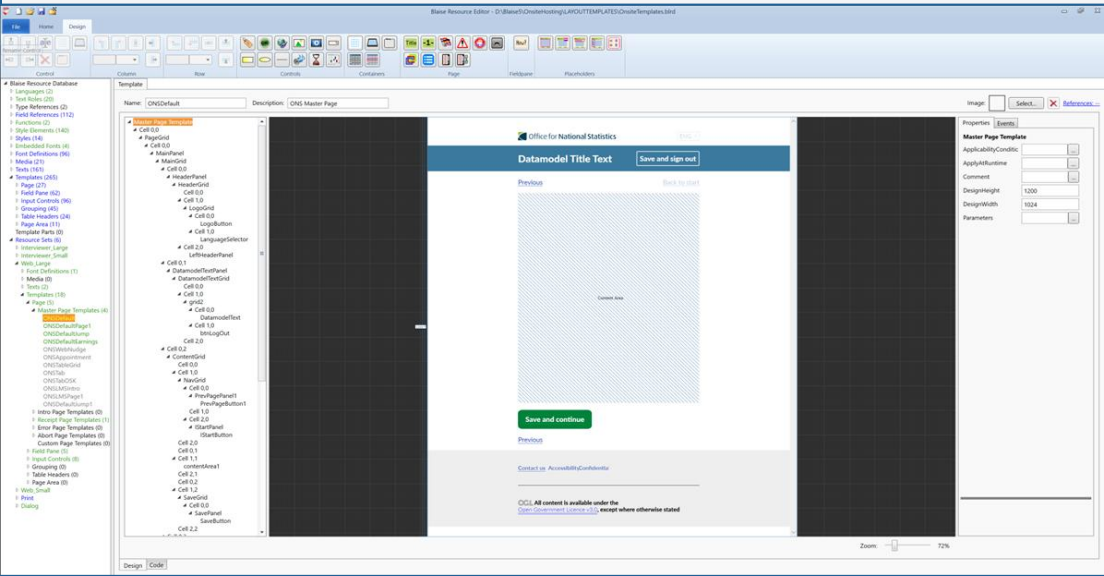 Blaise Resource Editor - D:\Blaise5\OnsiteHosting\LAYOUTTEMPLATES\OnsiteTemplates.blrd
File Home Design
Title
Control Column Row Controls Containers Page Fieldpane Placeholders
Blaise Resource Database
Languages (2)
Text Roles (20)
Type References (2)
Field References (112)
Functions (2)
Style Elements (140)
Styles (14)
Embedded Fonts (4)
Font Definitions (96)
Media (21)
Texts (161)
Templates (265)
Page (27)
Field Pane (62)
Input Controls (96)
Grouping (45)
Table Headers (24)
Page Area (11)
Template Parts (0)
Resource Sets (6)
Interviewer_Large
Interviewer_Small
Web_Large
Font Definitions (1)
Media (0)
Texts (2)
Templates (18)
Page (5)
Master Page Templates (4)
ONSDefault
ONSDefaultPage1
ONSDefaultJump
ONSDefaultEarnings
ONSWebNudge
ONSAppointment
ONSTableGrid
ONSTab
ONSTabOSK
ONSLMSIntro
ONSLMSPage1
ONSDefaultJump1
Intro Page Templates (0)
Receipt Page Templates (1)
Error Page Templates (0)
Abort Page Templates (0)
Custom Page Templates (0)
Field Pane (5)
Input Controls (8)
Grouping (0)
Table Headers (0)
Page Area (0)
Web_Small
Print
Dialog
Template
Name: ONSDefault Description: ONS Master Page Image: Select... References: --
Master Page Template
Cell 0,0
PageGrid
Cell 0,0
MainPanel
MainGrid
Cell 0,0
HeaderPanel
HeaderGrid
Cell 0,0
Cell 1,0
LogoGrid
Cell 0,0
LogoButton
Cell 1,0
LanguageSelector
Cell 2,0
LeftHeaderPanel
Cell 0,1
DatamodelTextPanel
DatamodelTextGrid
Cell 0,0
Cell 1,0
grid2
Cell 0,0
DatamodelText
Cell 1,0
btnLogOut
Cell 2,0
Cell 0,2
ContentGrid
Cell 0,0
Cell 1,0
NavGrid
Cell 0,0
PrevPagePanel1
PrevPageButton1
Cell 1,0
Cell 2,0
IStartPanel
IStartButton
Cell 2,0
Cell 0,1
Cell 1,1
contentArea1
Cell 2,1
Cell 0,2
Cell 1,2
SaveGrid
Cell 0,0
SavePanel
SaveButton
Cell 2,2
Office for National Statistics
Datamodel Title Text Save and sign out
Previous Back to start
Content Area
Save and continue
Previous
Contact us AccessibilityConfidentia
OGL All content is available under the
Open Government Licence v3.0, except where otherwise stated
Properties Events
Master Page Template
ApplicabilityConditic ...
ApplyAtRuntime ...
Comment ...
DesignHeight 1200
DesignWidth 1024
Parameters ...
Zoom: 72%
Design Code